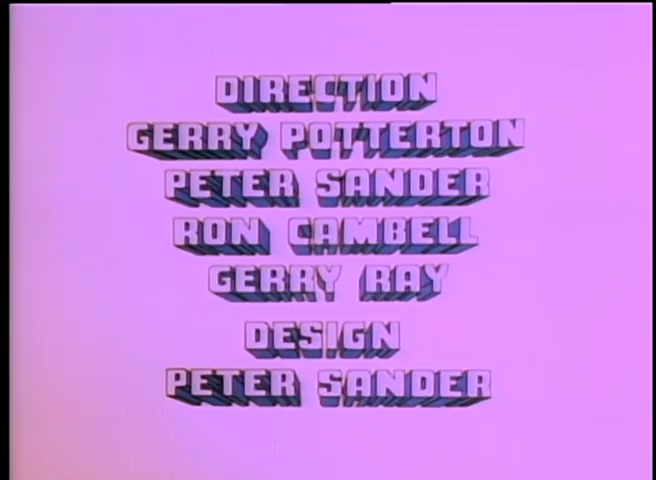 DIRECTION
GERRY POTTERTON
PETER SANDER
RON CAMBELL
GERRY RAY
DESIGN
PETER SANDER